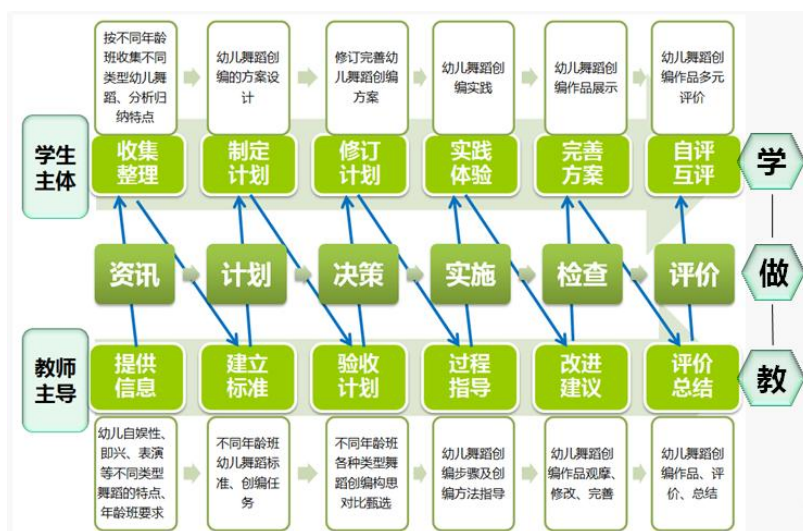 按不同年龄
班收集不同
类型幼儿舞
蹈、分析归
纳特点
幼儿舞蹈创
编的方案设
计
修订完善幼
儿舞蹈创编
方案
幼儿舞蹈创
编实践
幼儿舞蹈创
编作品展示
幼儿舞蹈创
编作品多元
评价
学生
主体
收集
整理
制定
计划
修订
计划
实践
体验
完善
方案
自评
互评
学
资讯
计划
决策
实施
检查
评价
做
教师
主导
提供
信息
建立
标准
验收
计划
过程
指导
改进
建议
评价
总结
教
幼儿自娱性、
即兴、表演
等不同类型
舞蹈的特点、
年龄班要求
不同年龄班
幼儿舞蹈标
准、创编任
务
不同年龄班
各种类型舞
蹈创编构思
对比甄选
幼儿舞蹈创
编步骤及创
编方法指导
幼儿舞蹈创
编作品观摩、
修改、完善
幼儿舞蹈创
编作品、评
价、总结